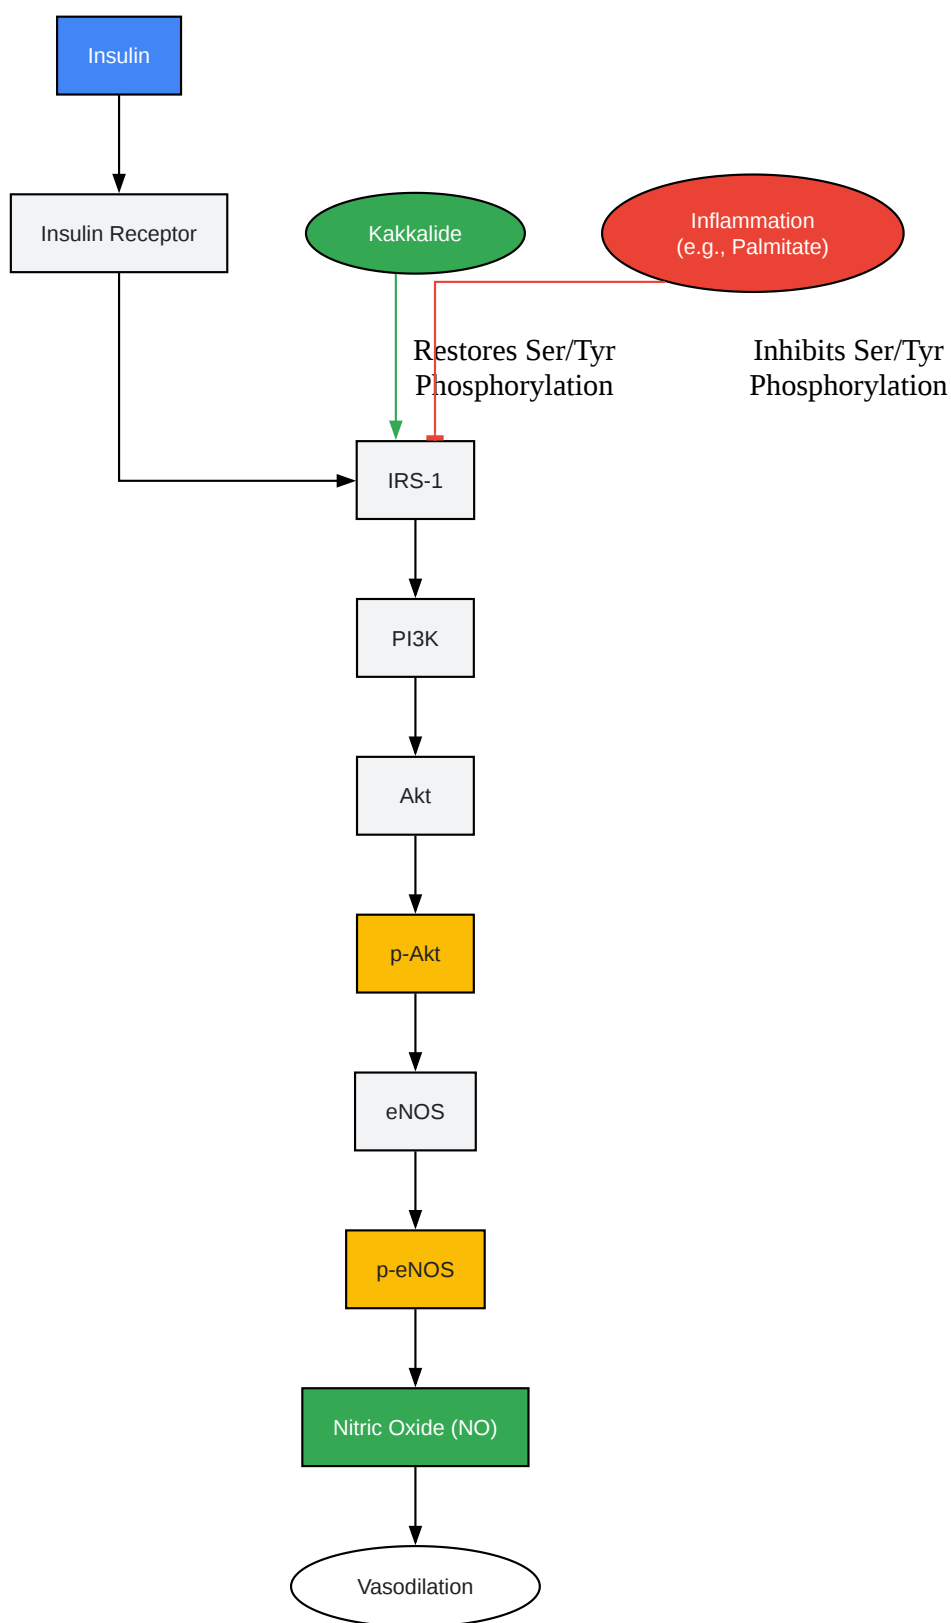 Insulin
Insulin Receptor
Kakkalide
Inflammation
(e.g., Palmitate)
Restores Ser/Tyr
Phosphorylation
Inhibits Ser/Tyr
Phosphorylation
IRS-1
PI3K
Akt
p-Akt
eNOS
p-eNOS
Nitric Oxide (NO)
Vasodilation